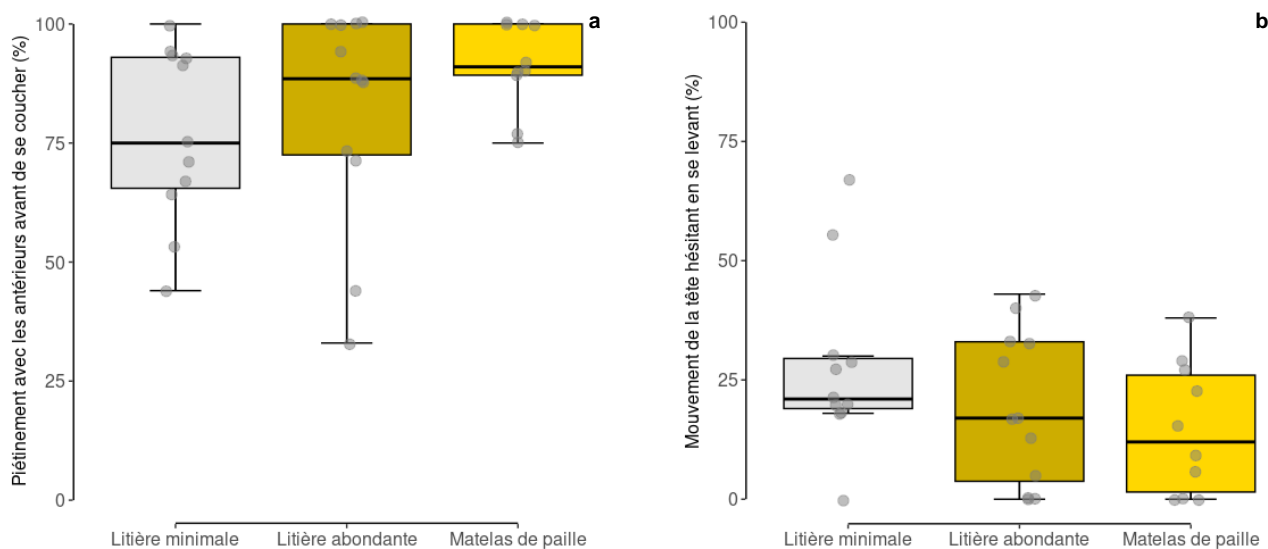 a
Piétinement avec les antérieurs avant de se coucher (%)
100
75
50
25
0
Litière minimale
Litière abondante
Matelas de paille
b
Mouvement de la tête hésitant en se levant (%)
100
75
50
25
0
Litière minimale
Litière abondante
Matelas de paille